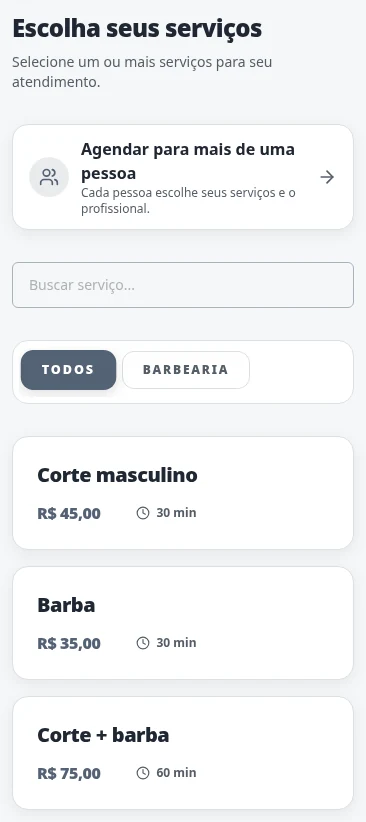 Escolha seus serviços
Selecione um ou mais serviços para seu
atendimento.
Agendar para mais de uma
pessoa
Cada pessoa escolhe seus serviços e o
profissional.
Buscar serviço...
TODOS
BARBEARIA
Corte masculino
R$ 45,00
30 min
Barba
R$ 35,00
30 min
Corte + barba
R$ 75,00
60 min